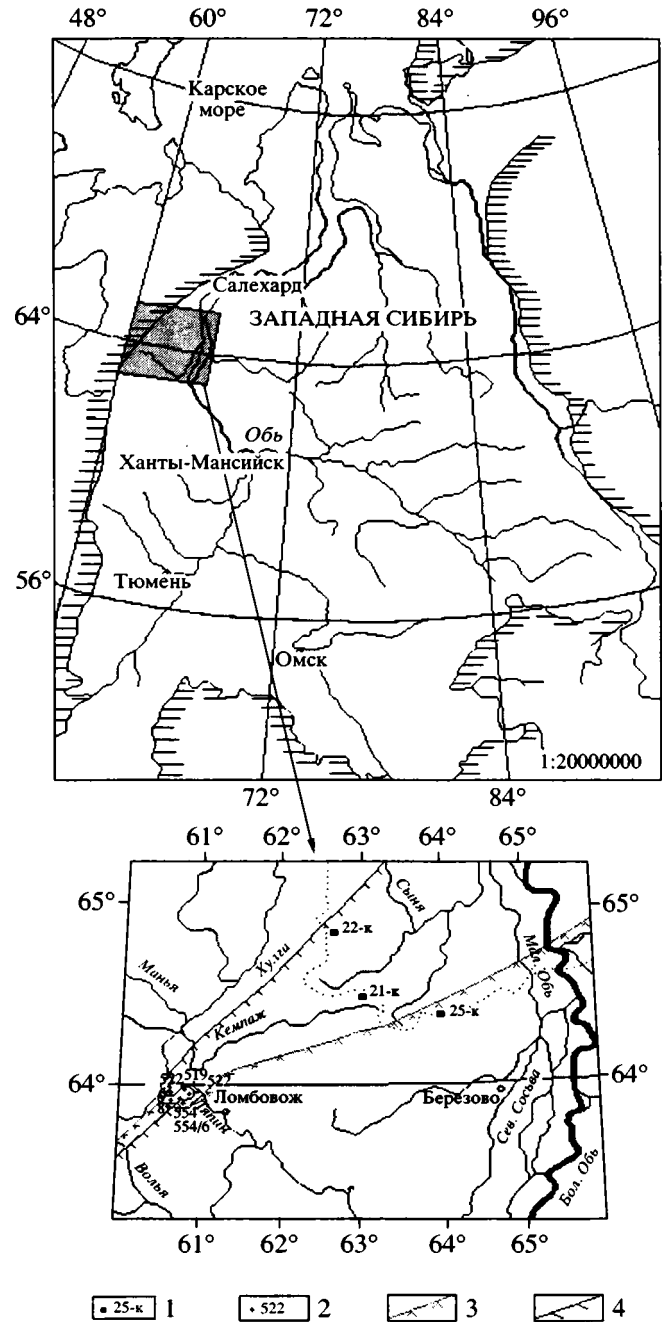 48° 60° 72° 84° 96°
Карское
море
Салехард
64°
ЗАПАДНАЯ СИБИРЬ
Обь
Ханты-Мансийск
56°
Тюмень
Омск
1:20000000
72° 84°
61° 62° 63° 64° 65°
65° 65°
Сыня
22-к
Хулги
Манья
21-к
Мал. Обь
25-к
Кемпаж
519
522 527
64° 64°
Ломбовож
Березово
Сев. Сосьва
554
554/6
Волья
Бол. Обь
61° 62° 63° 64° 65°
25-к 1 522 2 3 4